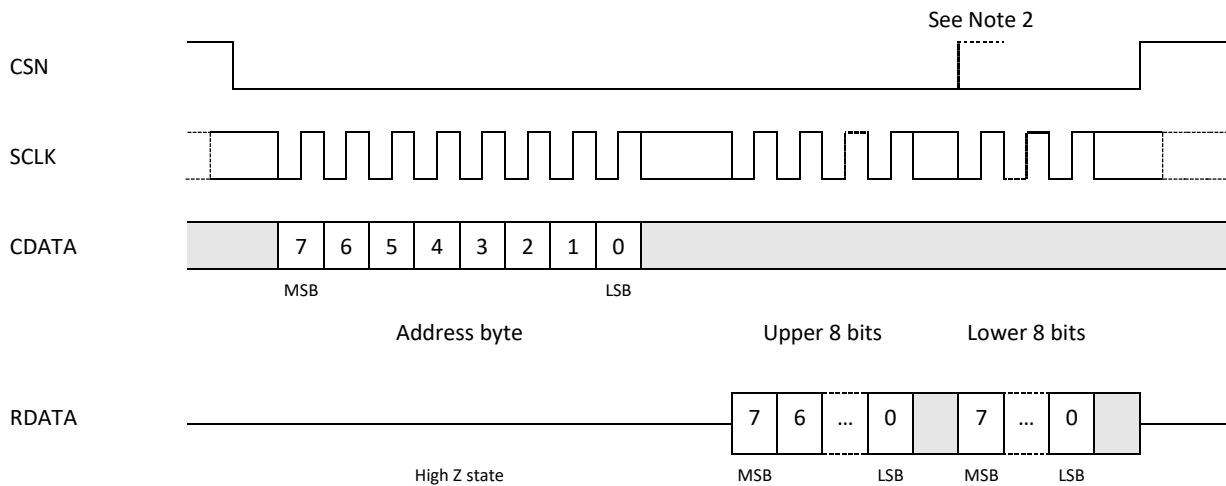 See Note 2
CSN
SCLK
CDATA
7 6 5 4 3 2 1 0
MSB LSB
Address byte Upper 8 bits Lower 8 bits
RDATA
7 6 ... 0 7 ... 0
High Z state MSB LSB MSB LSB